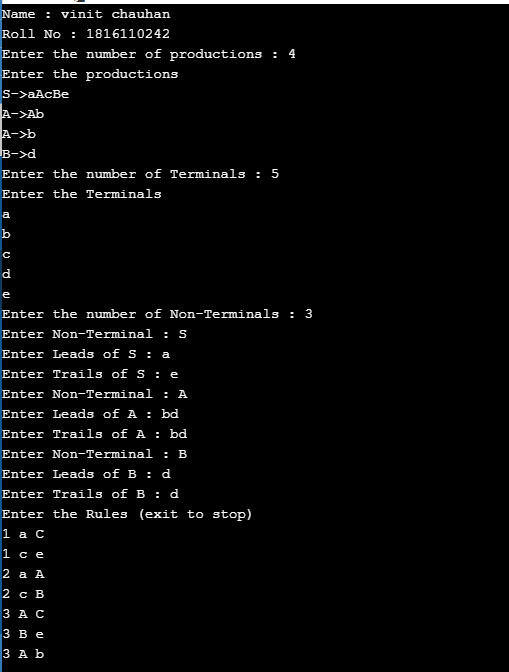 Name : vinit chauhan
Roll No : 1816110242
Enter the number of productions : 4
Enter the productions
S->aAcBe
A->Ab
A->b
B->d
Enter the number of Terminals : 5
Enter the Terminals
a
b
c
d
e
Enter the number of Non-Terminals : 3
Enter Non-Terminal : S
Enter Leads of S : a
Enter Trails of S : e
Enter Non-Terminal : A
Enter Leads of A : bd
Enter Trails of A : bd
Enter Non-Terminal : B
Enter Leads of B : d
Enter Trails of B : d
Enter the Rules (exit to stop)
1 a C
1 c e
2 a A
2 c B
3 A C
3 B e
3 A b